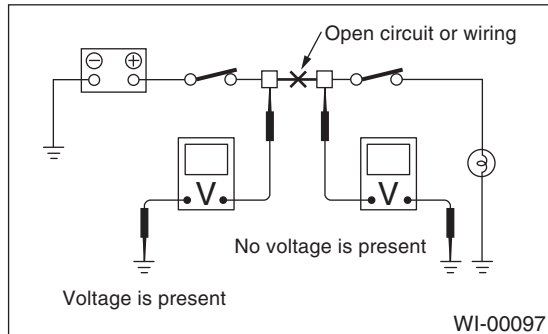 Open circuit or wiring
⊖ ⊕
V
V
No voltage is present
Voltage is present
WI-00097